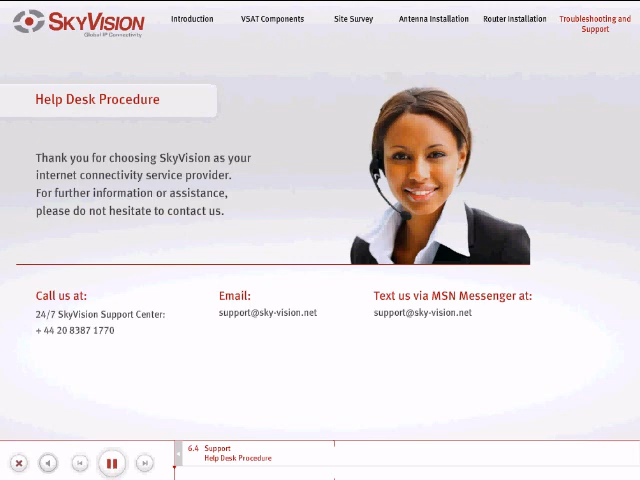 SKYVISION
Global IP Connectivity
Introduction
VSAT Components
Site Survey
Antenna Installation
Router Installation
Troubleshooting and
Support
Help Desk Procedure
Thank you for choosing SkyVision as your
internet connectivity service provider.
For further information or assistance,
please do not hesitate to contact us.
Call us at:
24/7 SkyVision Support Center:
+ 44 20 8387 1770
Email:
support@sky-vision.net
Text us via MSN Messenger at:
support@sky-vision.net
6.4 Support
Help Desk Procedure